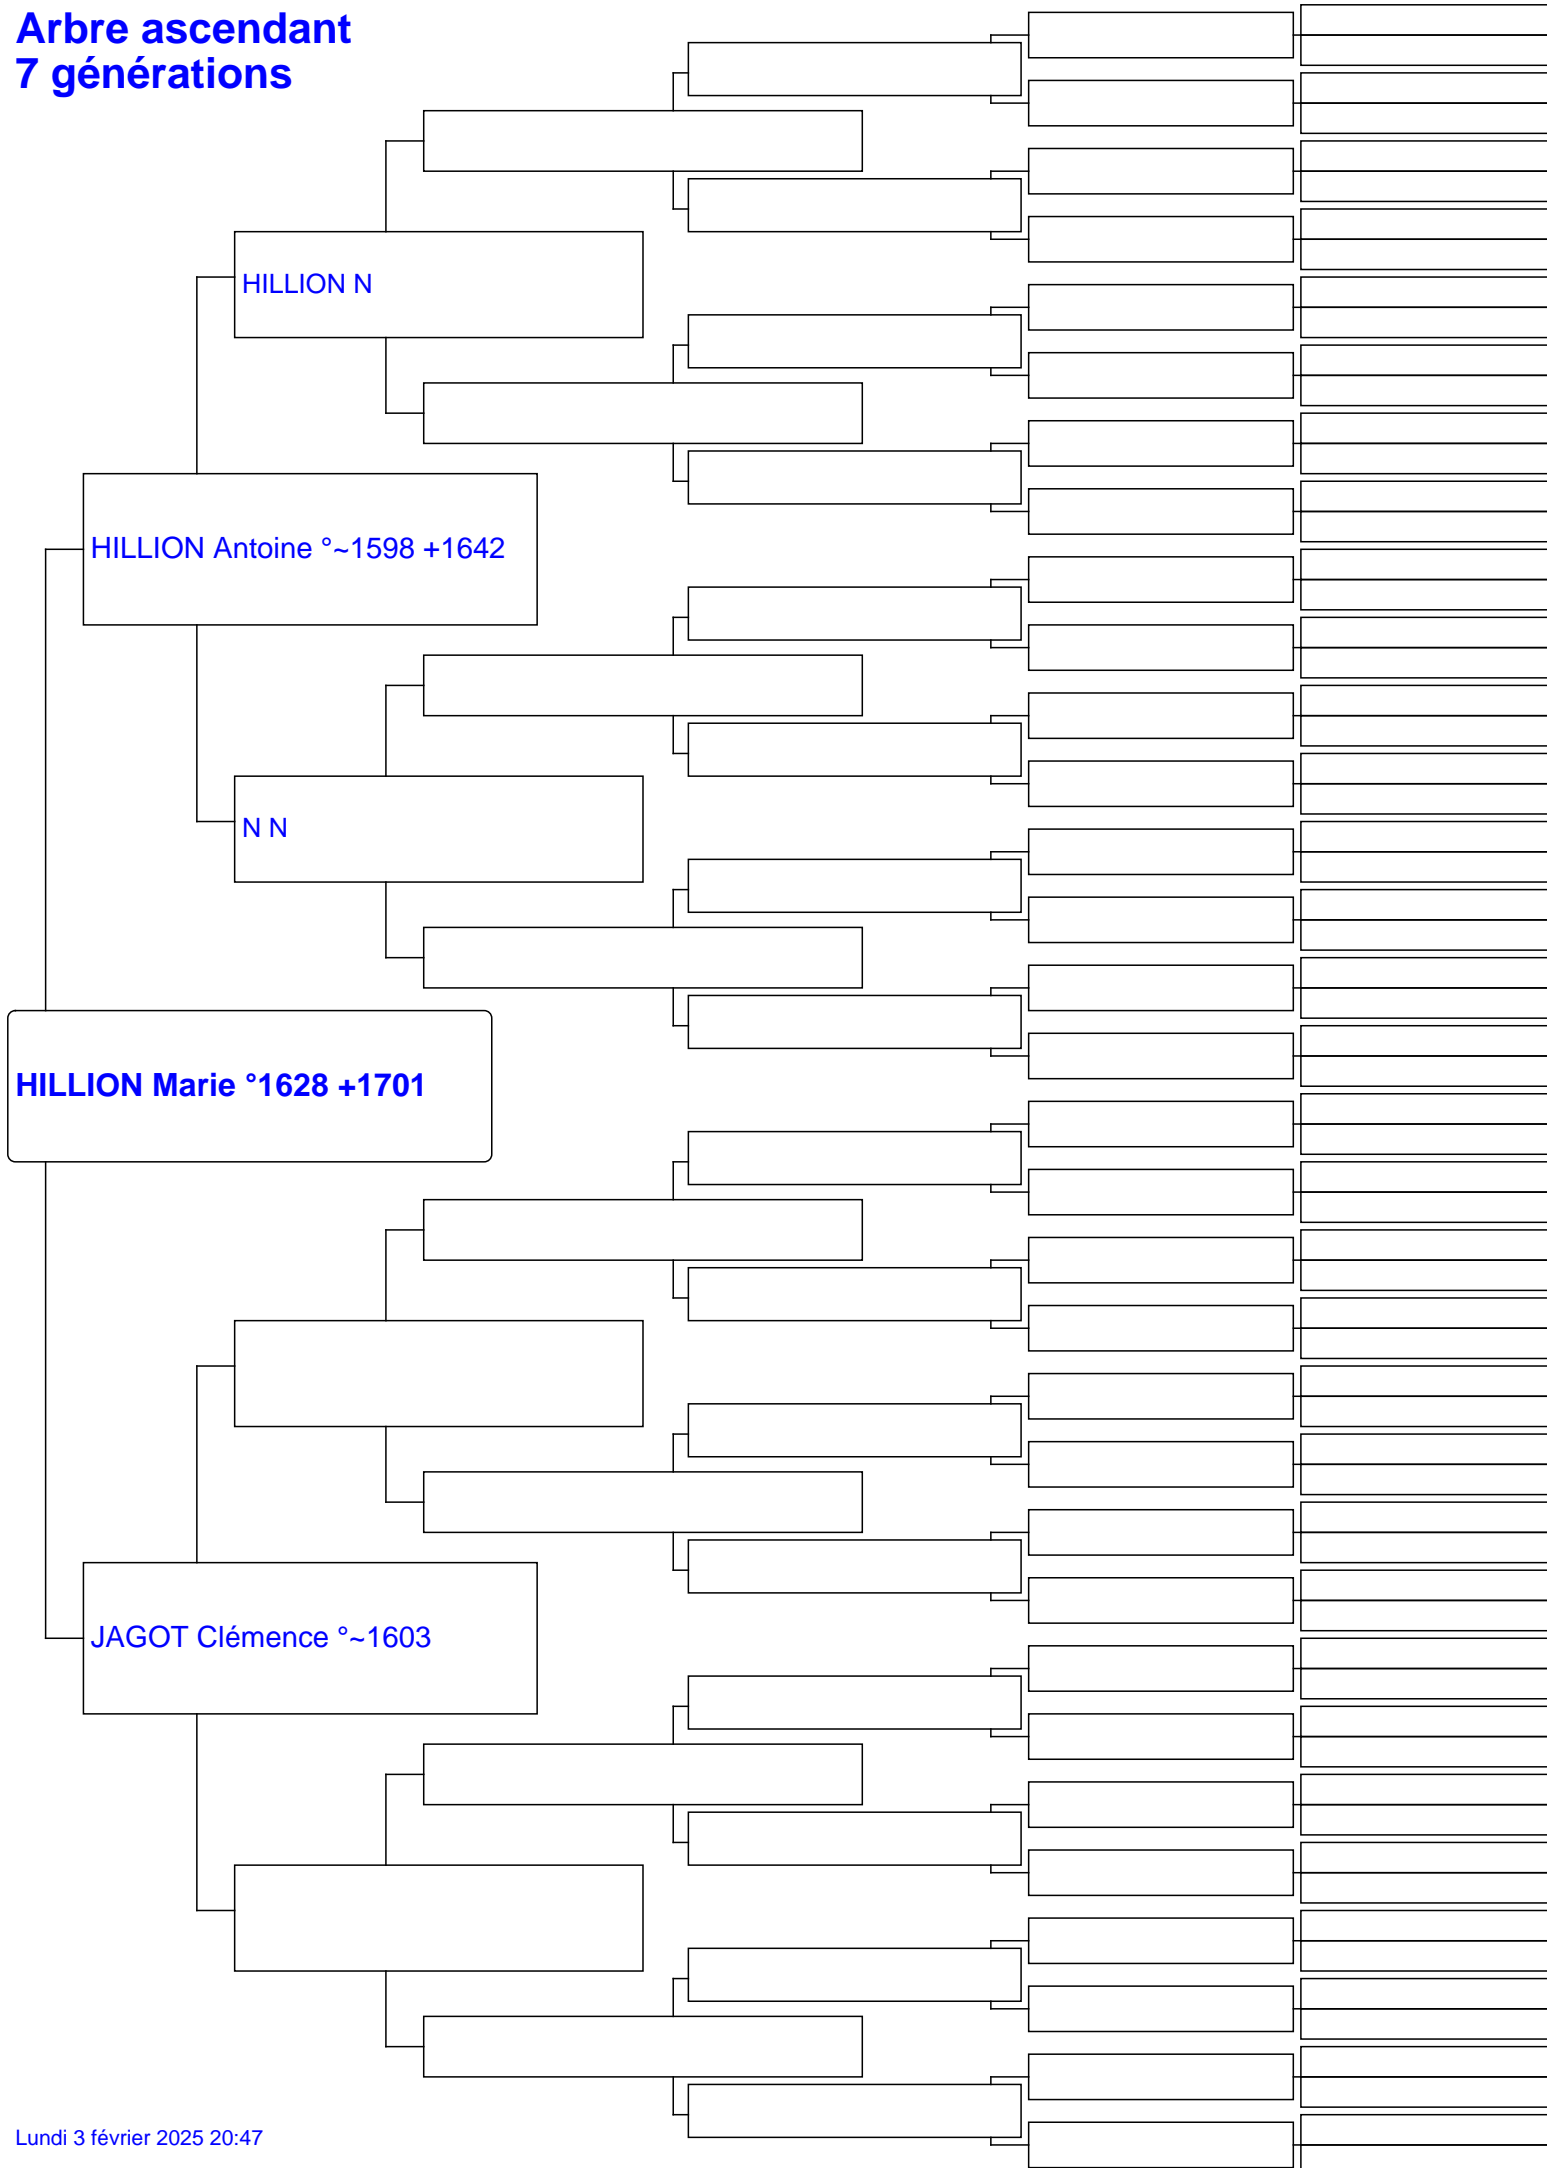 Arbre ascendant
7 générations
HILLION N
HILLION Antoine °~1598 +1642
N N
HILLION Marie °1628 +1701
JAGOT Clémence °~1603
Lundi 3 février 2025 20:47